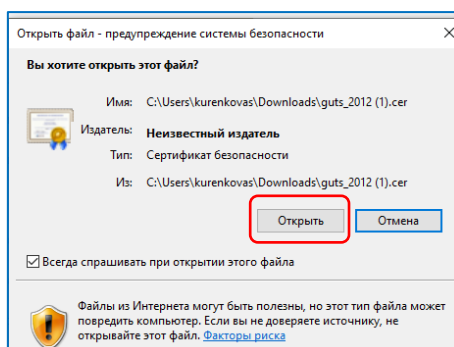 Открыть файл - предупреждение системы безопасности
Вы хотите открыть этот файл?
Имя: C:\Users\kurenkovas\Downloads\guts_2012 (1).cer
Издатель: Неизвестный издатель
Тип: Сертификат безопасности
Из: C:\Users\kurenkovas\Downloads\guts_2012 (1).cer
Открыть Отмена
Всегда спрашивать при открытии этого файла
Файлы из Интернета могут быть полезны, но этот тип файла может
повредить компьютер. Если вы не доверяете источнику, не
открывайте этот файл. Факторы риска